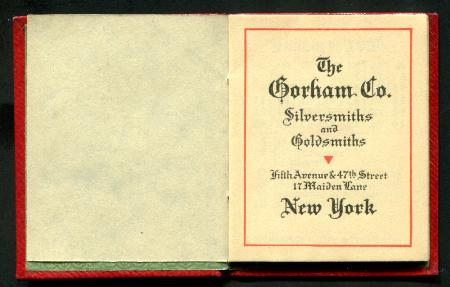 The
Gorham Co.
Silversmiths
and
Goldsmiths
Fifth Avenue & 47th Street
17 Maiden Lane
New York